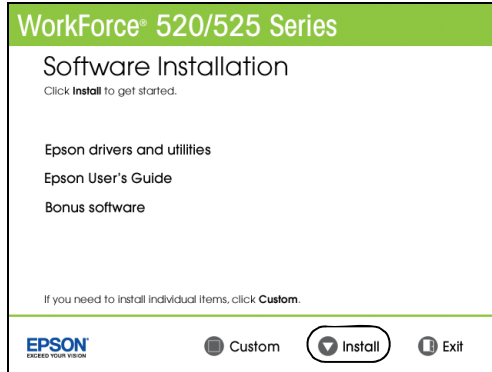 WorkForce® 520/525 Series
Software Installation
Click Install to get started.
Epson drivers and utilities
Epson User's Guide
Bonus software
If you need to install individual items, click Custom.
EPSON®
EXCEED YOUR VISION
Custom
Install
Exit